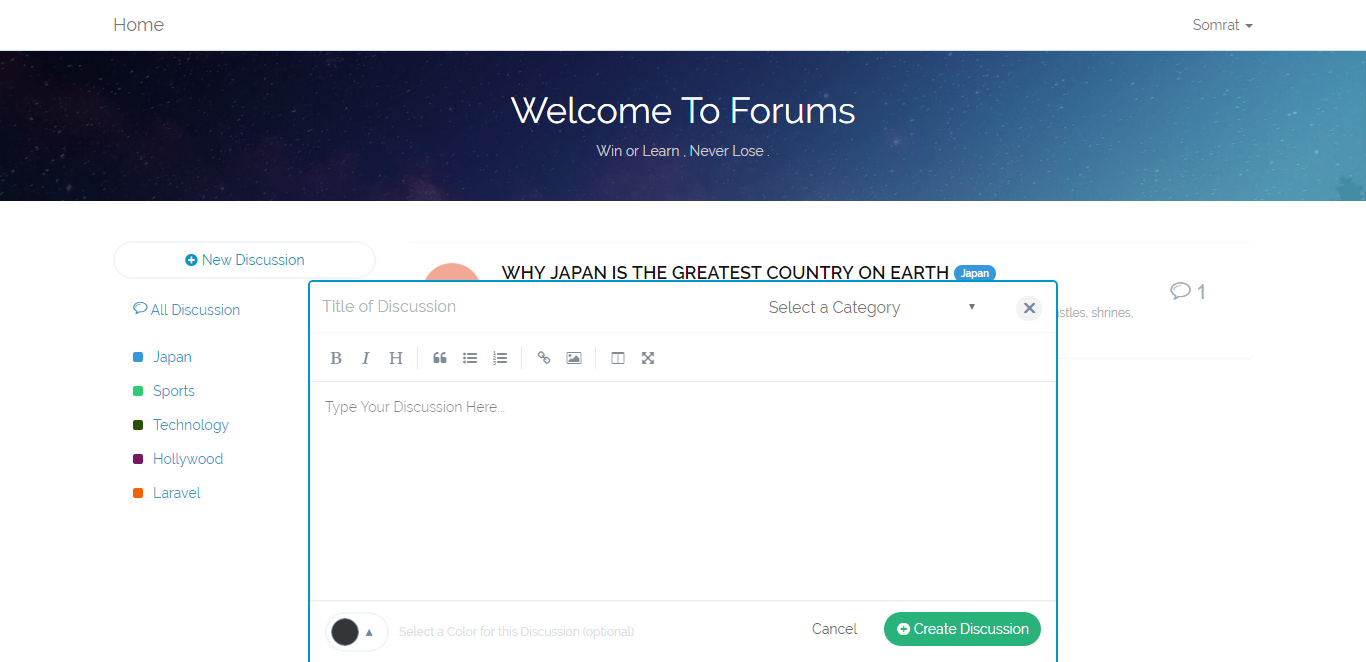 Home
Somrat
Welcome To Forums
Win or Learn , Never Lose .
New Discussion
WHY JAPAN IS THE GREATEST COUNTRY ON EARTH Japan
1
All Discussion
Title of Discussion
Select a Category
shrines,
Japan
B I H
Sports
Type Your Discussion Here...
Technology
Hollywood
Laravel
Select a Color for this Discussion (optional)
Cancel
Create Discussion